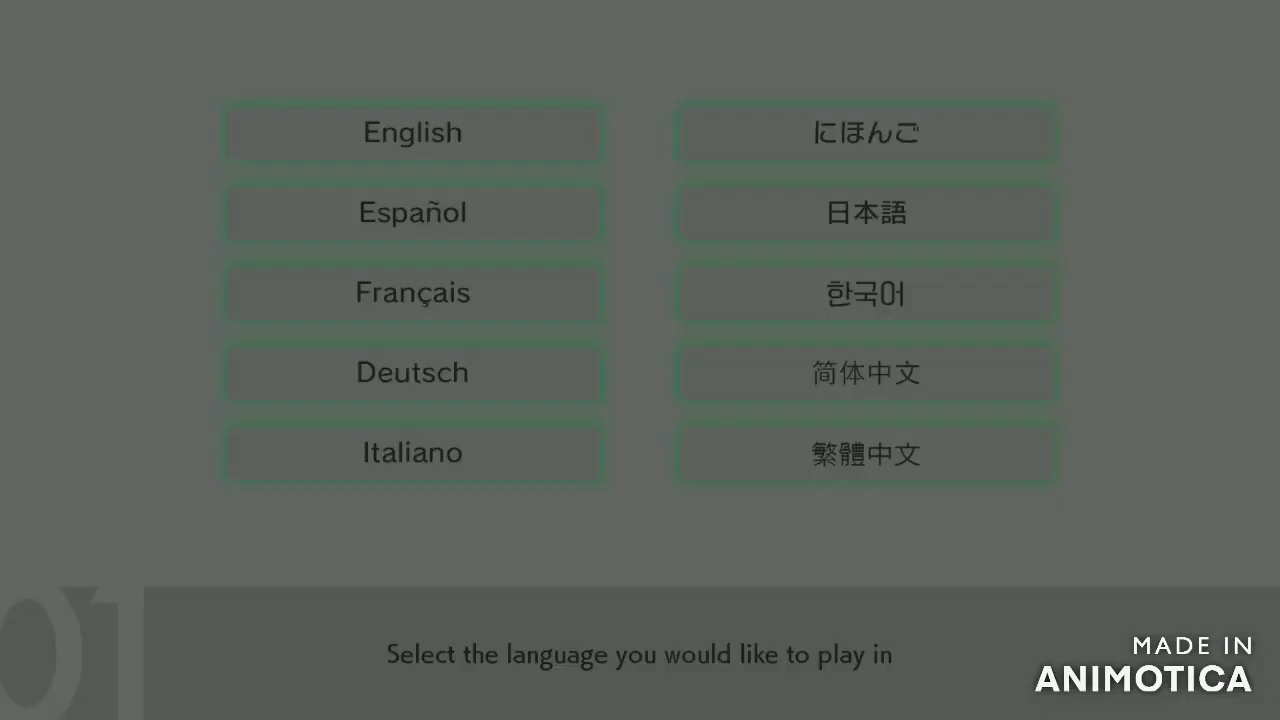 English
にほんご
Español
日本語
Français
한국어
Deutsch
简体中文
Italiano
繁體中文
01
Select the language you would like to play in
MADE IN
ANIMOTICA